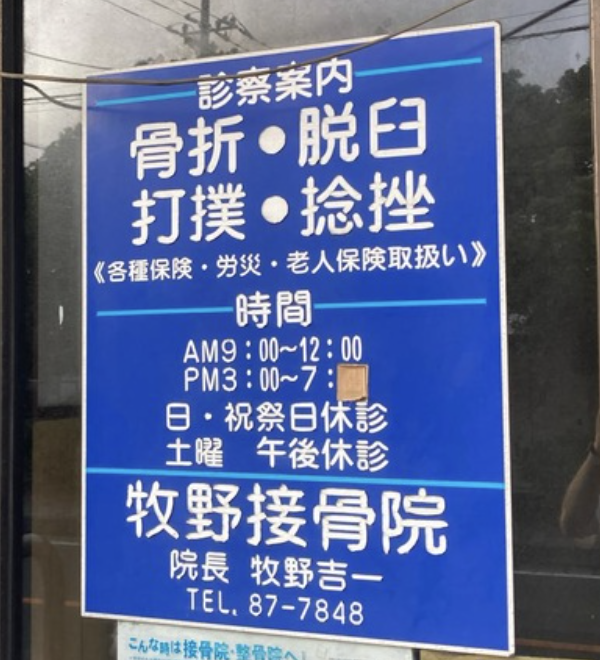 診察案内
骨折●脱臼
打撲●捻挫
《各種保険・労災・老人保険取扱い》
時間
AM9:00〜12:00
PM3:00〜7:
日・祝祭日休診
土曜 午後休診
牧野接骨院
院長 牧野吉一
TEL. 87-7848
こんな時は接骨院・整骨院へ!